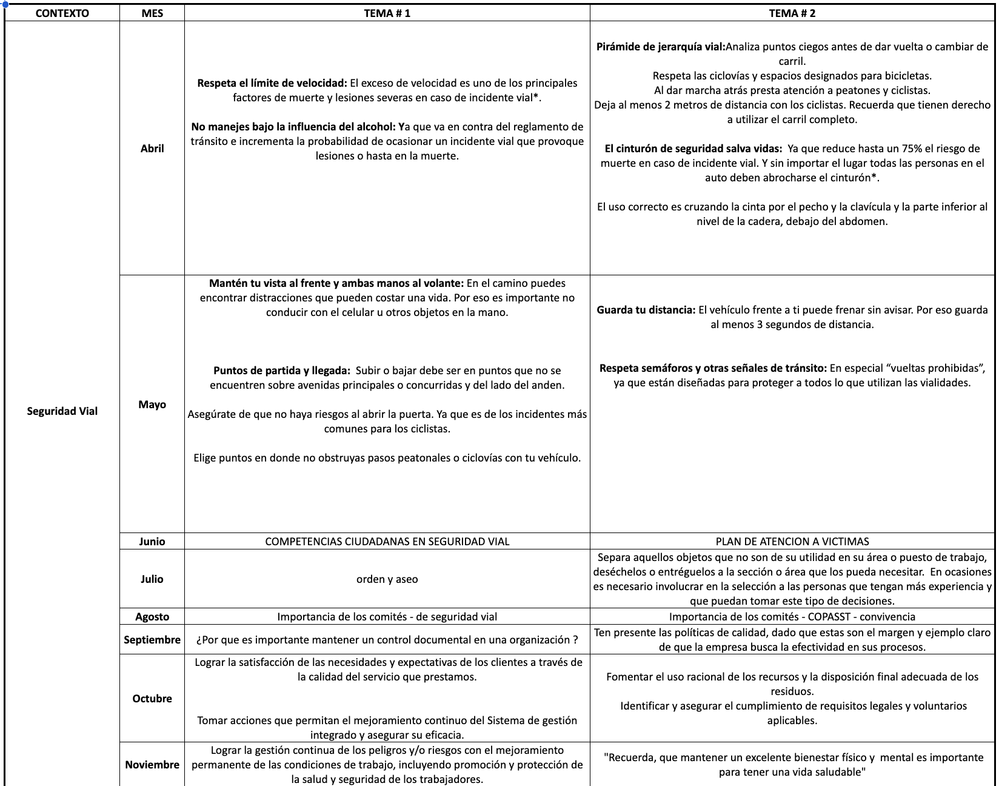 CONTEXTO
MES
TEMA # 1
TEMA # 2
Seguridad Vial
Abril
Respeta el límite de velocidad: El exceso de velocidad es uno de los principales
factores de muerte y lesiones severas en caso de incidente vial*.
No manejes bajo la influencia del alcohol: Ya que va en contra del reglamento de
tránsito e incrementa la probabilidad de ocasionar un incidente vial que provoque
lesiones o hasta en la muerte.
Pirámide de jerarquía vial:Analiza puntos ciegos antes de dar vuelta o cambiar de
carril.
Respeta las ciclovías y espacios designados para bicicletas.
Al dar marcha atrás presta atención a peatones y ciclistas.
Deja al menos 2 metros de distancia con los ciclistas. Recuerda que tienen derecho
a utilizar el carril completo.
El cinturón de seguridad salva vidas:  Ya que reduce hasta un 75% el riesgo de
muerte en caso de incidente vial. Y sin importar el lugar todas las personas en el
auto deben abrocharse el cinturón*.
El uso correcto es cruzando la cinta por el pecho y la clavícula y la parte inferior al
nivel de la cadera, debajo del abdomen.
Mayo
Mantén tu vista al frente y ambas manos al volante: En el camino puedes
encontrar distracciones que pueden costar una vida. Por eso es importante no
conducir con el celular u otros objetos en la mano.
Puntos de partida y llegada:  Subir o bajar debe ser en puntos que no se
encuentren sobre avenidas principales o concurridas y del lado del anden.
Asegúrate de que no haya riesgos al abrir la puerta. Ya que es de los incidentes más
comunes para los ciclistas.
Elige puntos en donde no obstruyas pasos peatonales o ciclovías con tu vehículo.
Guarda tu distancia: El vehículo frente a ti puede frenar sin avisar. Por eso guarda
al menos 3 segundos de distancia.
Respeta semáforos y otras señales de tránsito: En especial “vueltas prohibidas”,
ya que están diseñadas para proteger a todos lo que utilizan las vialidades.
Junio
COMPETENCIAS CIUDADANAS EN SEGURIDAD VIAL
PLAN DE ATENCION A VICTIMAS
Julio
orden y aseo
Separa aquellos objetos que no son de su utilidad en su área o puesto de trabajo,
deséchelos o entréguelos a la sección o área que los pueda necesitar.  En ocasiones
es necesario involucrar en la selección a las personas que tengan más experiencia y
que puedan tomar este tipo de decisiones.
Agosto
Importancia de los comités - de seguridad vial
Importancia de los comités - COPASST - convivencia
Septiembre
¿Por que es importante mantener un control documental en una organización ?
Ten presente las políticas de calidad, dado que estas son el margen y ejemplo claro
de que la empresa busca la efectividad en sus procesos.
Octubre
Lograr la satisfacción de las necesidades y expectativas de los clientes a través de
la calidad del servicio que prestamos.
Tomar acciones que permitan el mejoramiento continuo del Sistema de gestión
integrado y asegurar su eficacia.
Fomentar el uso racional de los recursos y la disposición final adecuada de los
residuos.
Identificar y asegurar el cumplimiento de requisitos legales y voluntarios
aplicables.
Noviembre
Lograr la gestión continua de los peligros y/o riesgos con el mejoramiento
permanente de las condiciones de trabajo, incluyendo promoción y protección de
la salud y seguridad de los trabajadores.
"Recuerda, que mantener un excelente bienestar físico y  mental es importante
para tener una vida saludable"